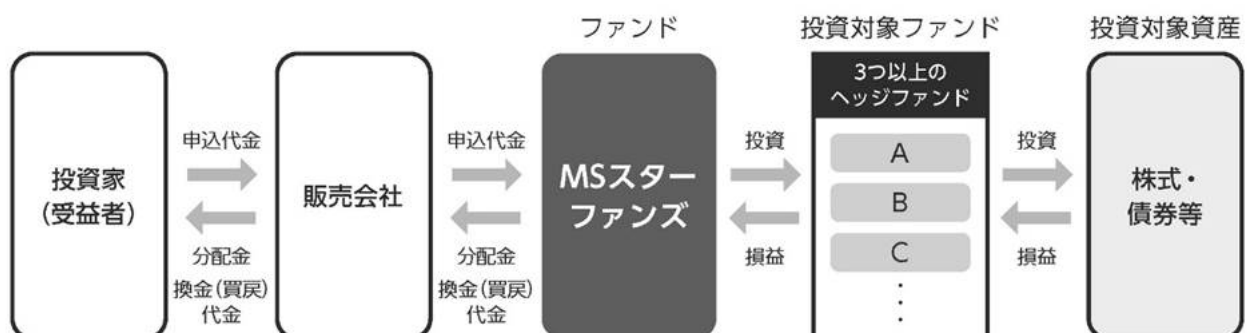 ファンド
投資対象ファンド
投資対象資産
投資家
(受益者)
申込代金
分配金
換金(買戻)
代金
販売会社
申込代金
分配金
換金(買戻)
代金
MSスター
ファンズ
投資
損益
3つ以上の
ヘッジファンド
A
B
C
・
・
・
投資
損益
株式・
債券等